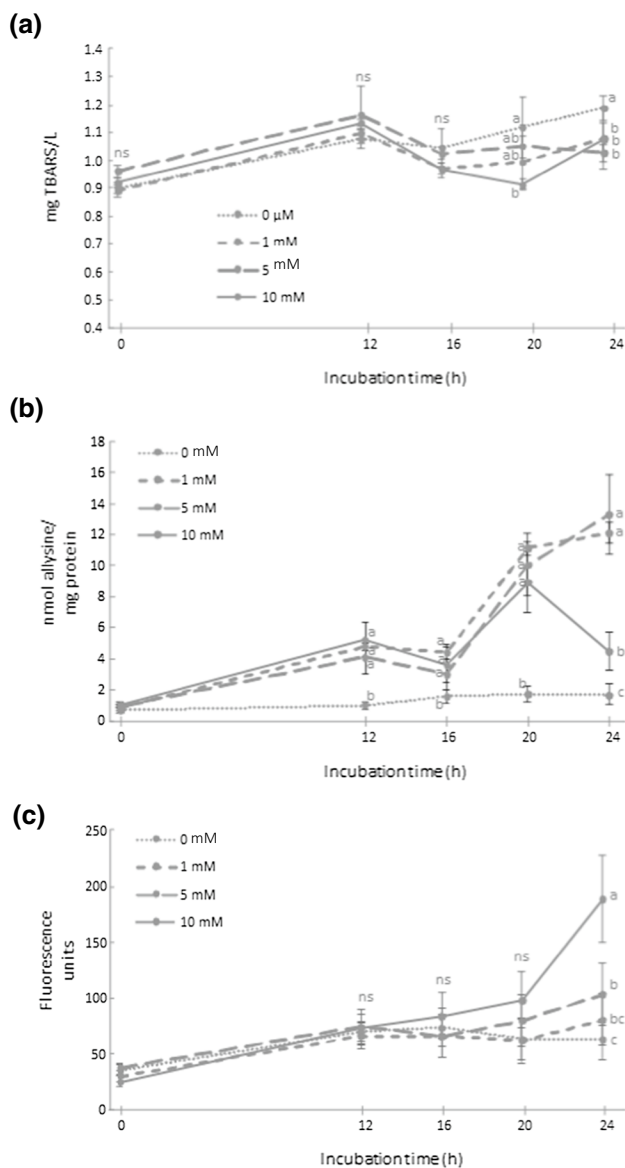 (a)
mg TBARS/L
1.4
1.3
1.2
1.1
1.0
0.9
0.8
0.7
0.6
0.5
0.4
ns
ns
ns
a
ab
ab
b
a
b
b
b
0 µM
1 mM
5 mM
10 mM
0 12 16 20 24
Incubation time (h)
(b)
nmol allysine/
mg protein
18
16
14
12
10
8
6
4
2
0
0 mM
1 mM
5 mM
10 mM
a
a
a
b
a
a
a
b
a
a
a
b
a
a
b
c
0 12 16 20 24
Incubation time (h)
(c)
Fluorescence
units
250
200
150
100
50
0
0 mM
1 mM
5 mM
10 mM
ns
ns
ns
a
b
bc
c
0 12 16 20 24
Incubation time (h)